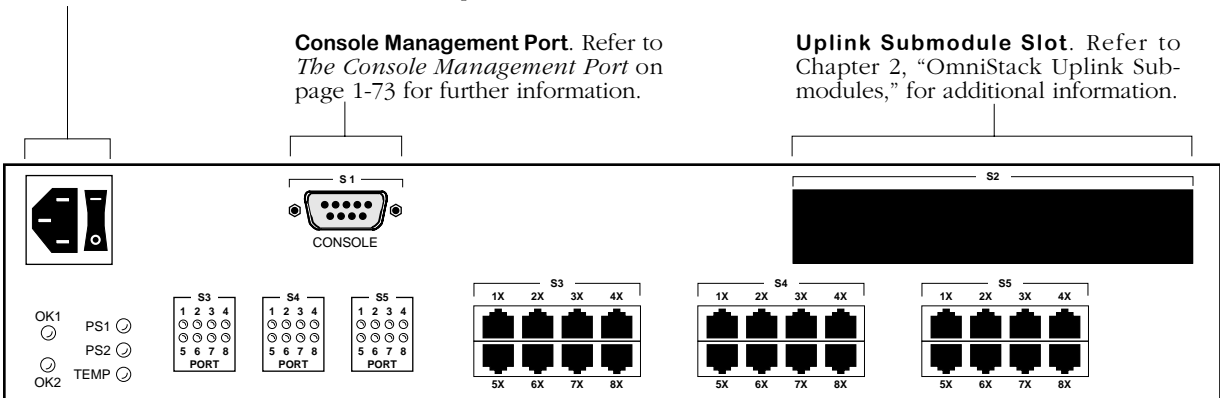 Console Management Port. Refer to
The Console Management Port on
page 1-73 for further information.
Uplink Submodule Slot. Refer to
Chapter 2, “OmniStack Uplink Sub-
modules,” for additional information.
S1
S2
CONSOLE
S3
1 2 3 4
5 6 7 8
PORT
S4
1 2 3 4
5 6 7 8
PORT
S5
1 2 3 4
5 6 7 8
PORT
S3
1X 2X 3X 4X
5X 6X 7X 8X
S4
1X 2X 3X 4X
5X 6X 7X 8X
S5
1X 2X 3X 4X
5X 6X 7X 8X
OK1
PS1
PS2
OK2
TEMP